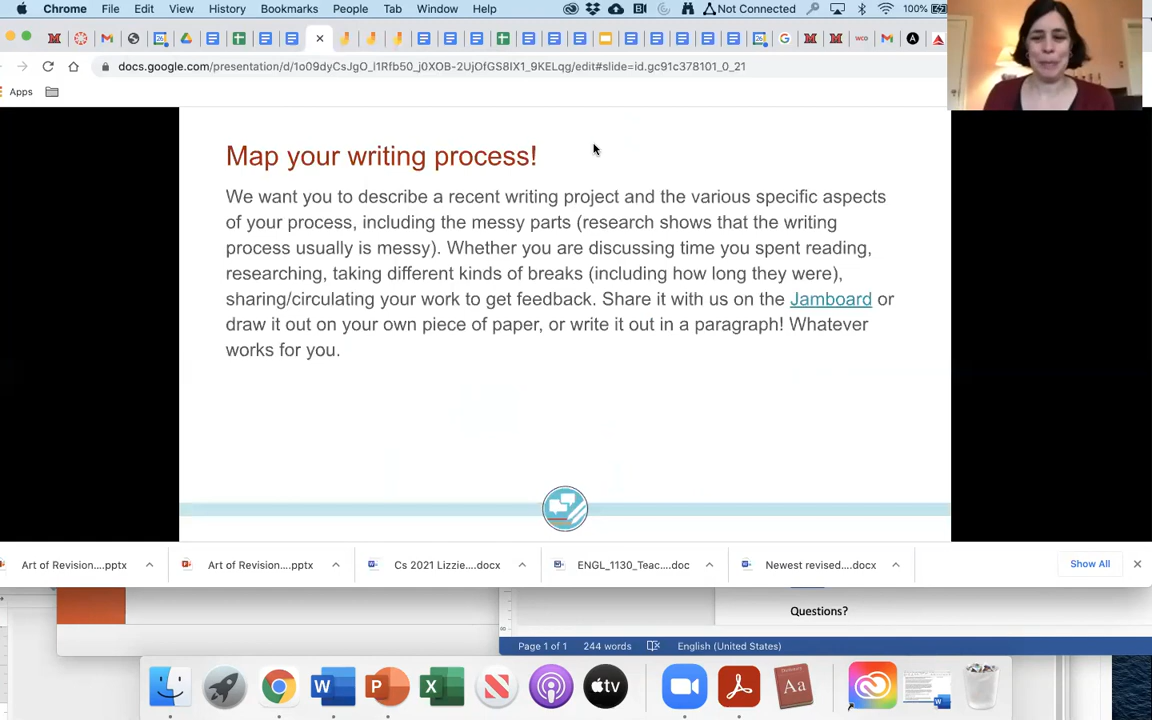 Chrome File Edit View History Bookmarks People Tab Window Help Not Connected 100%
docs.google.com/presentation/d/1o09dyCsJgO_i1Rfb50_j0XOB-2UjOfGS8IX1_9KELqg/edit#slide=id.gc91c378101_0_21
Apps
Map your writing process!
We want you to describe a recent writing project and the various specific aspects
of your process, including the messy parts (research shows that the writing
process usually is messy). Whether you are discussing time you spent reading,
researching, taking different kinds of breaks (including how long they were),
sharing/circulating your work to get feedback. Share it with us on the Jamboard or
draw it out on your own piece of paper, or write it out in a paragraph! Whatever
works for you.
Art of Revision....pptx Art of Revision....pptx Cs 2021 Lizzie....docx ENGL_1130_Teac....doc Newest revised....docx Show All
Questions?
Page 1 of 1 244 words English (United States)